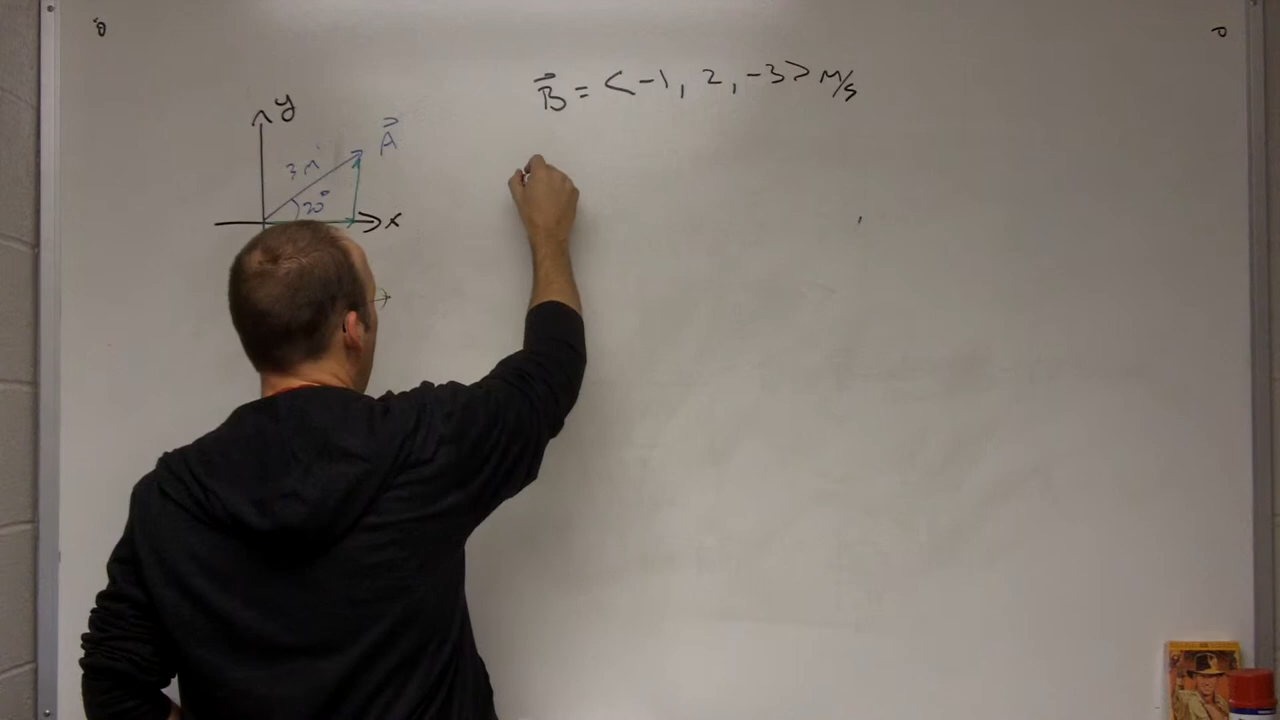 B⃗ = < -1, 2, -3> m/s
y
A⃗
3 m
20°
x